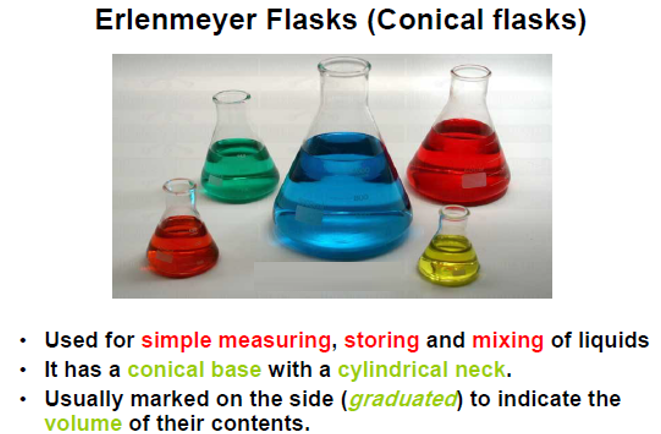 Erlenmeyer Flasks (Conical flasks)
• Used for simple measuring, storing and mixing of liquids
• It has a conical base with a cylindrical neck.
• Usually marked on the side (graduated) to indicate the
volume of their contents.